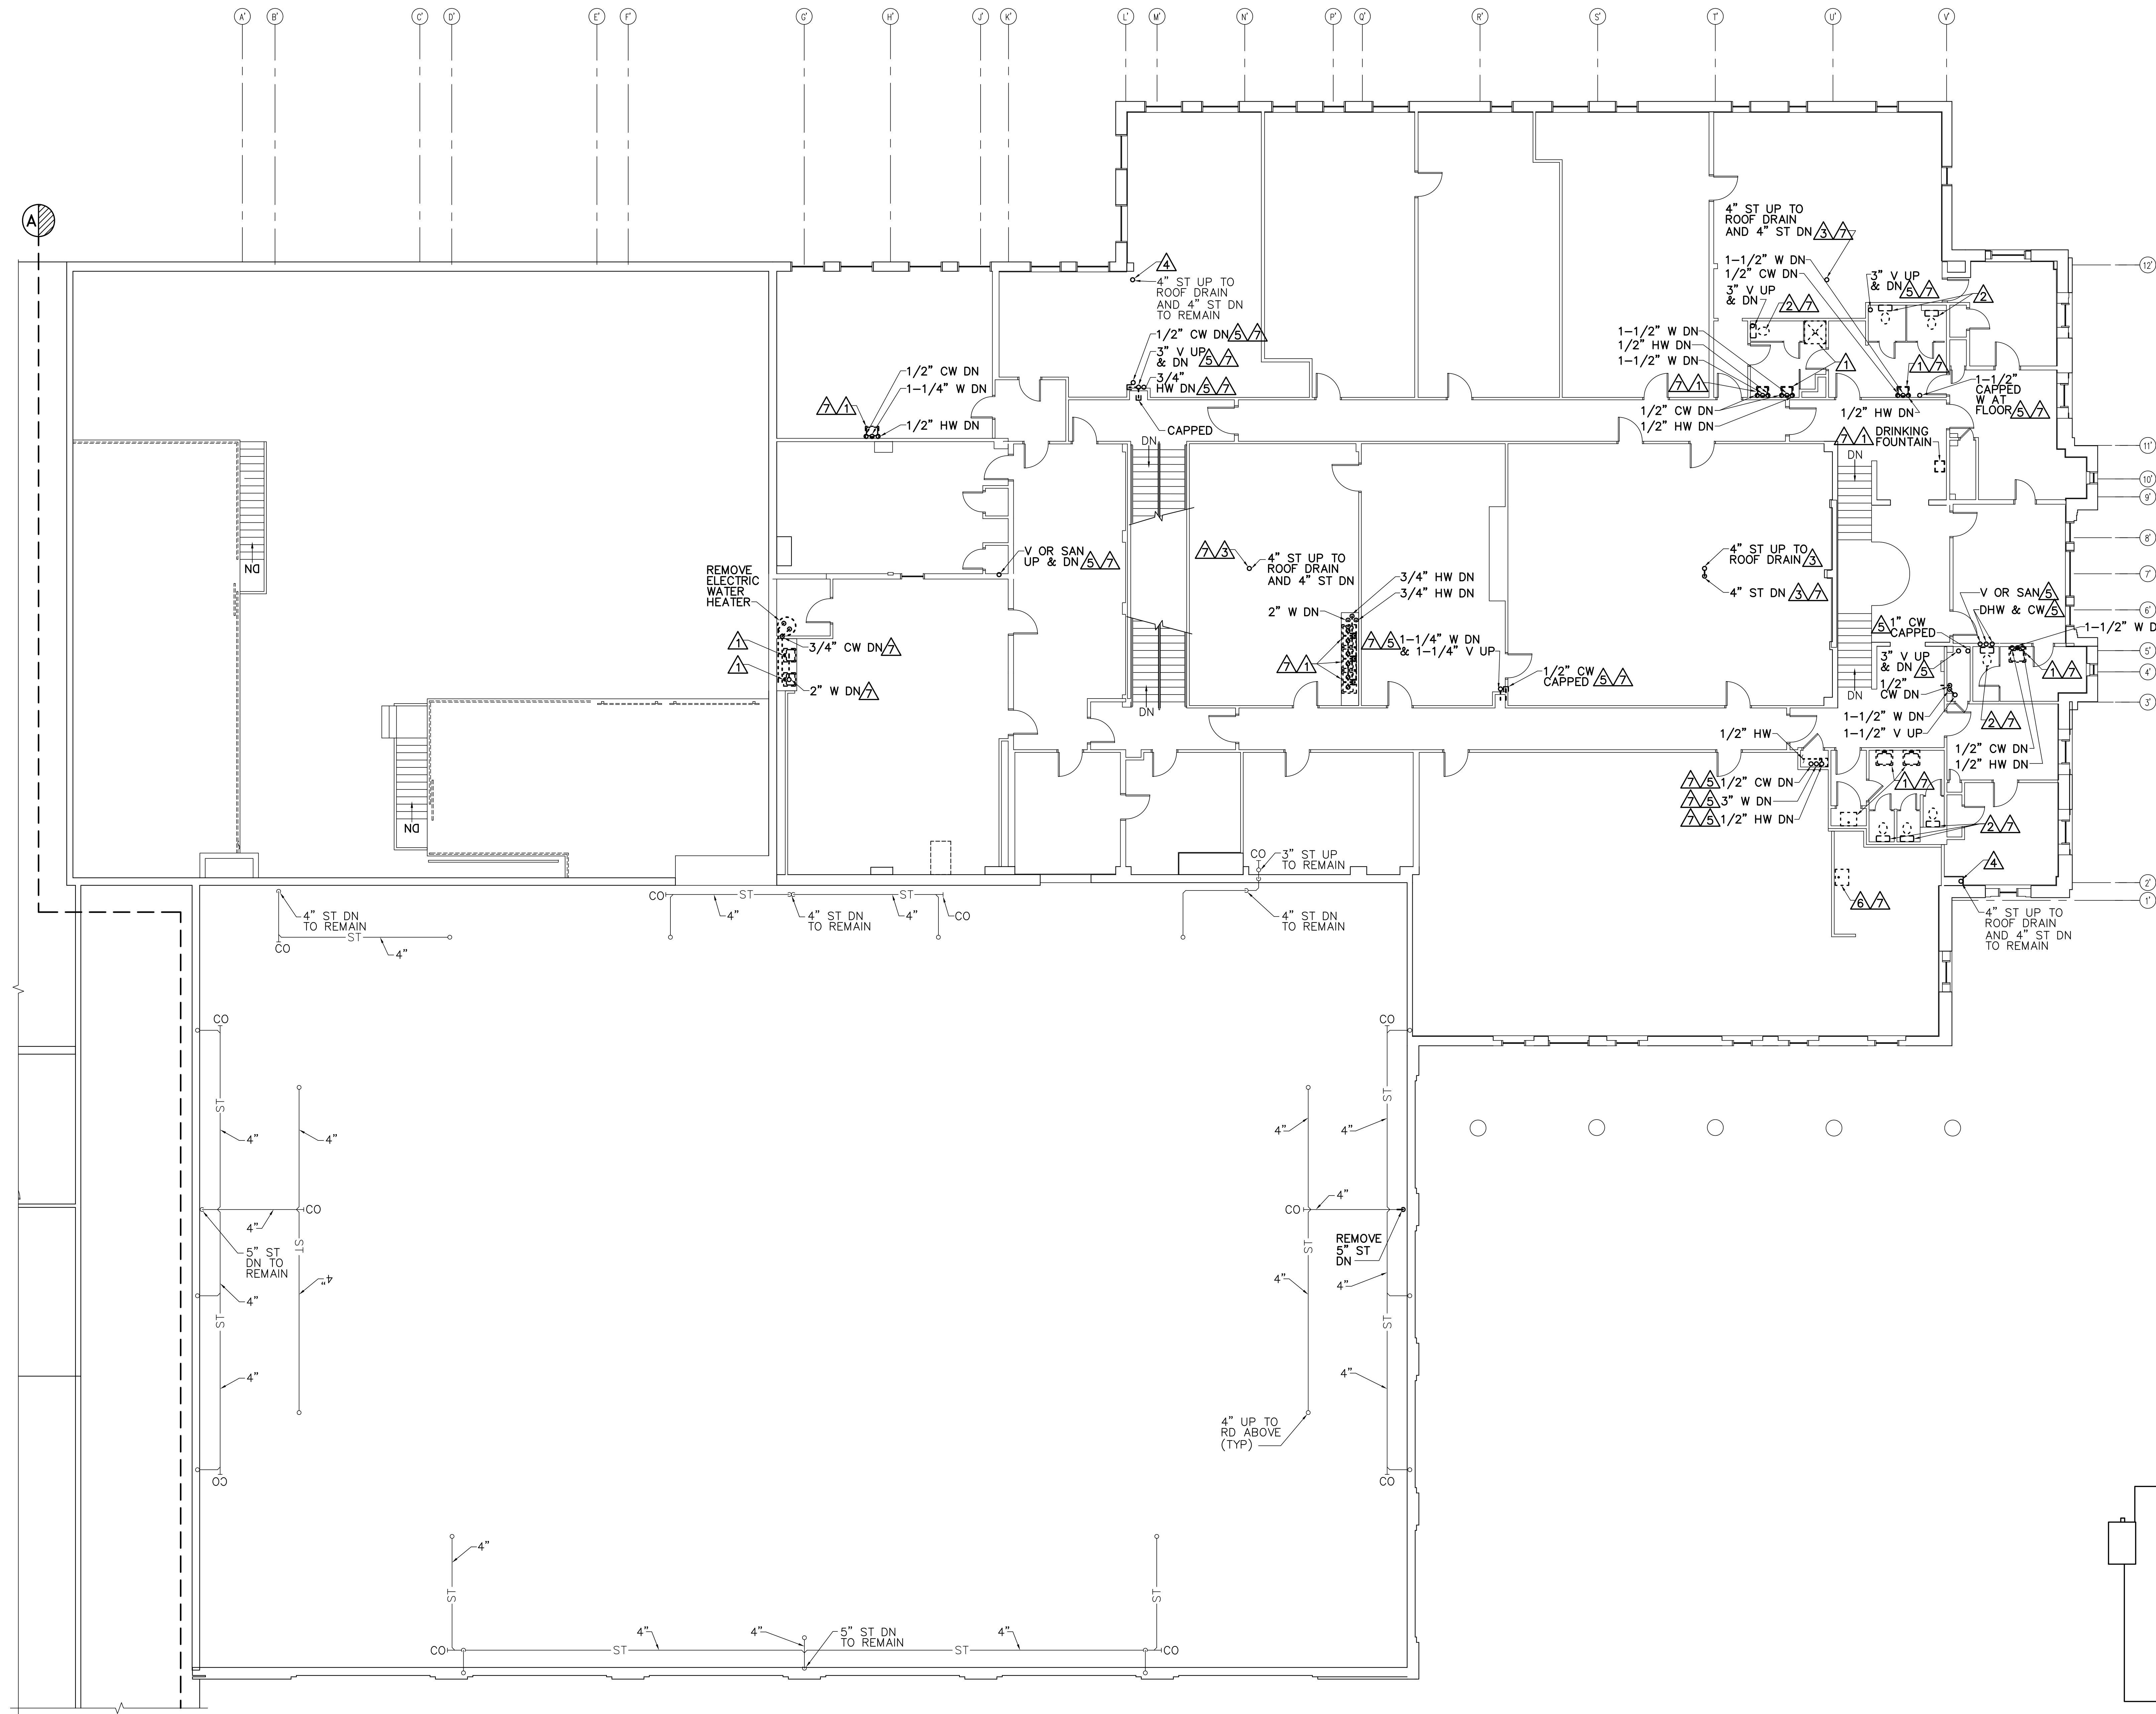 A' B' C' D' E' F' G' H' J' K' L' M' N' P' Q' R' S' T' U' V'
A
12'
11'
10'
9'
8'
7'
6'
5'
4'
3'
2'
1'
4" ST UP TO
ROOF DRAIN
AND 4" ST DN 3 7
1-1/2" W DN
1/2" CW DN
3" V UP
& DN
2 7
3" V UP
& DN 5 7
2
4
4" ST UP TO
ROOF DRAIN
AND 4" ST DN
TO REMAIN
1/2" CW DN 5 7
3" V UP
& DN 5 7
3/4"
HW DN 5 7
CAPPED
1/2" CW DN
1-1/4" W DN
7 1
1/2" HW DN
1-1/2" W DN
1/2" HW DN
1-1/2" W DN
1
7 1
1/2" CW DN
1/2" HW DN
1 7
1/2" HW DN
1-1/2"
CAPPED
W AT
FLOOR 5 7
7 1 DRINKING
FOUNTAIN
DN
DN
DN
V OR SAN
UP & DN 5 7
7 3
4" ST UP TO
ROOF DRAIN
AND 4" ST DN
4" ST UP TO
ROOF DRAIN 3
4" ST DN 3 7
REMOVE
ELECTRIC
WATER
HEATER
1
1
3/4" CW DN 7
2" W DN 7
3/4" HW DN
3/4" HW DN
2" W DN
7 1
7 5 1-1/4" W DN
& 1-1/4" V UP
1/2" CW
CAPPED 5 7
V OR SAN 5
DHW & CW 5
1-1/2" W D
5 1" CW
CAPPED
3" V UP
& DN 5
1/2"
CW DN
1-1/2" W DN
1-1/2" V UP
1 7
2 7
1/2" CW DN
1/2" HW DN
DN
DN
DN
1/2" HW
7 5 1/2" CW DN
7 5 3" W DN
7 5 1/2" HW DN
1 7
2 7
6 7
4
4" ST UP TO
ROOF DRAIN
AND 4" ST DN
TO REMAIN
CO
3" ST UP
TO REMAIN
4" ST DN
TO REMAIN
ST
CO
4"
CO
ST
4"
4" ST DN
TO REMAIN
ST
4"
CO
4" ST DN
TO REMAIN
CO
ST
4"
4"
CO
4"
5" ST
DN TO
REMAIN
ST
4"
4"
ST
4"
CO
CO
ST
4"
4"
4"
CO
REMOVE
5" ST
DN
ST
4"
4"
ST
4"
4" UP TO
RD ABOVE
(TYP)
CO
4"
ST
CO
ST
4"
4"
5" ST DN
TO REMAIN
4"
ST
ST
CO